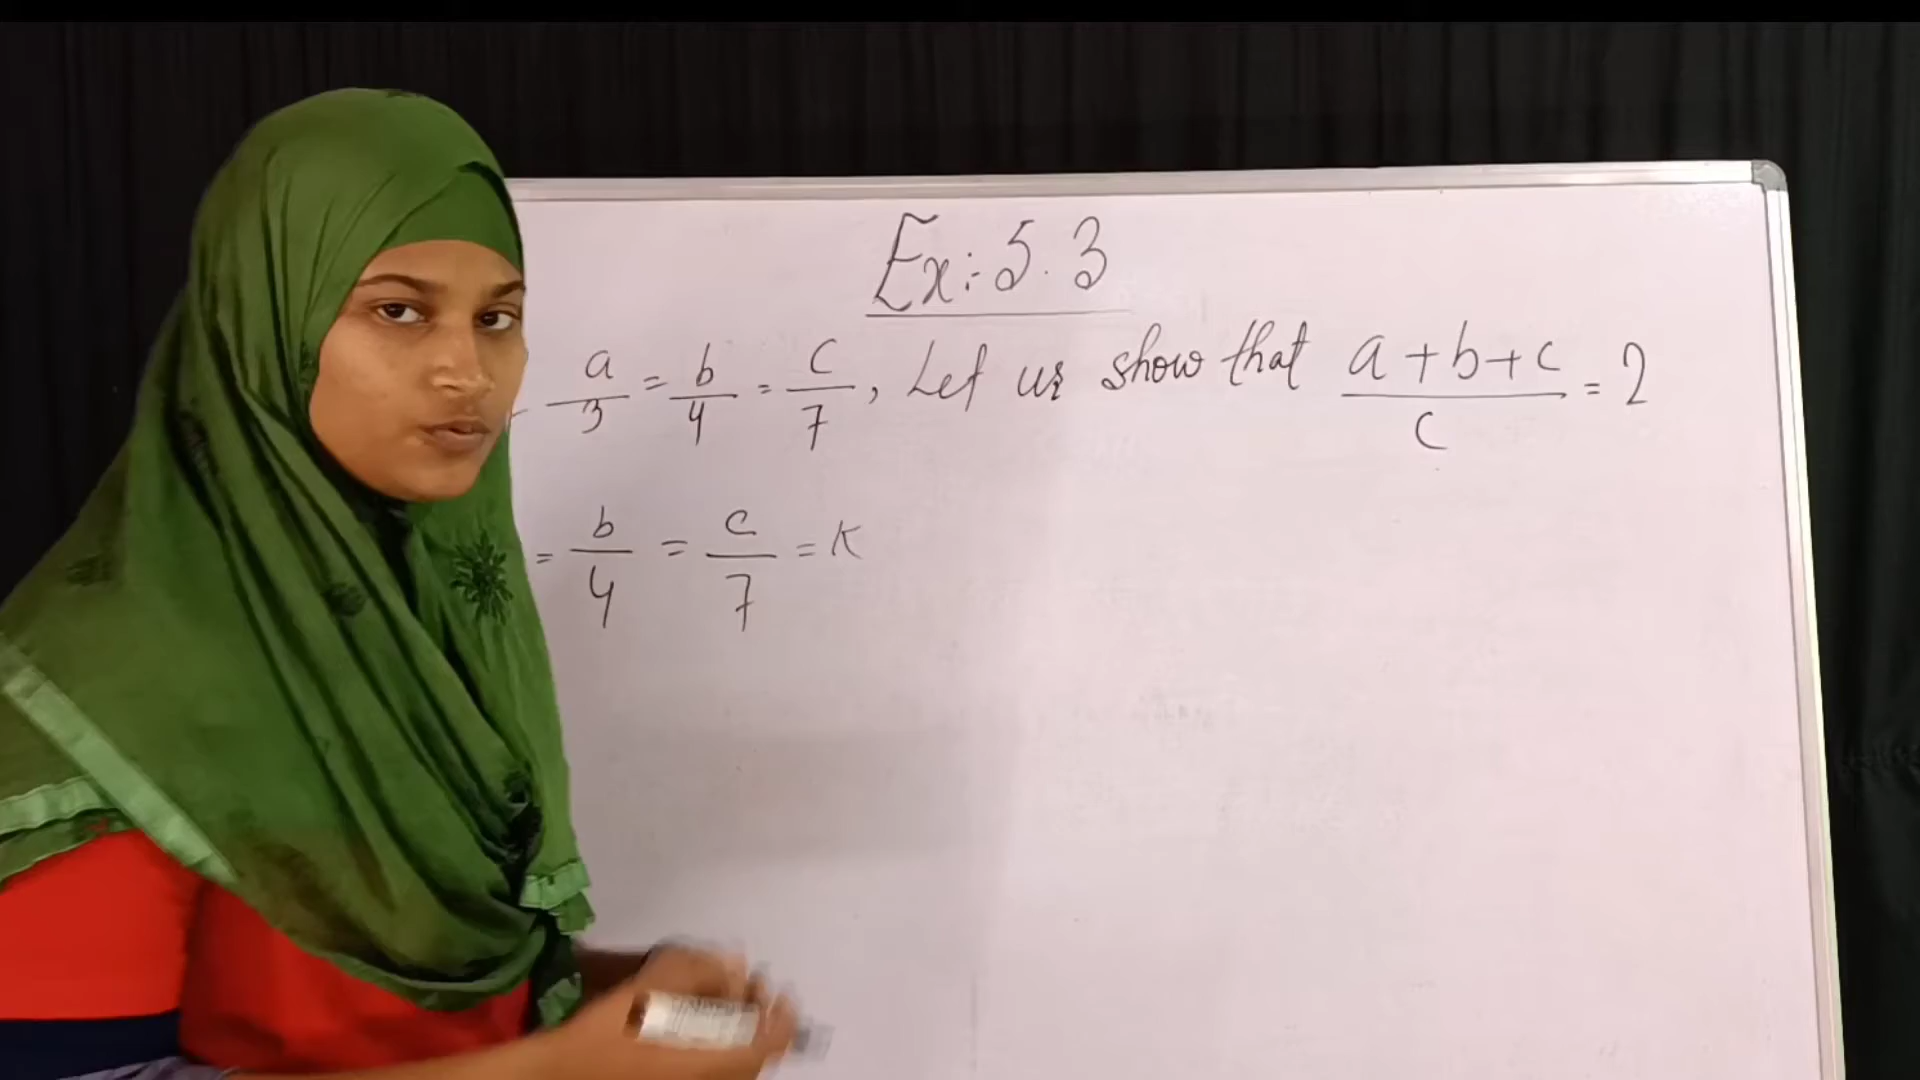 Ex:- 5.3
a/3 = b/4 = c/7, Let us show that (a+b+c)/c = 2
= b/4 = c/7 = K